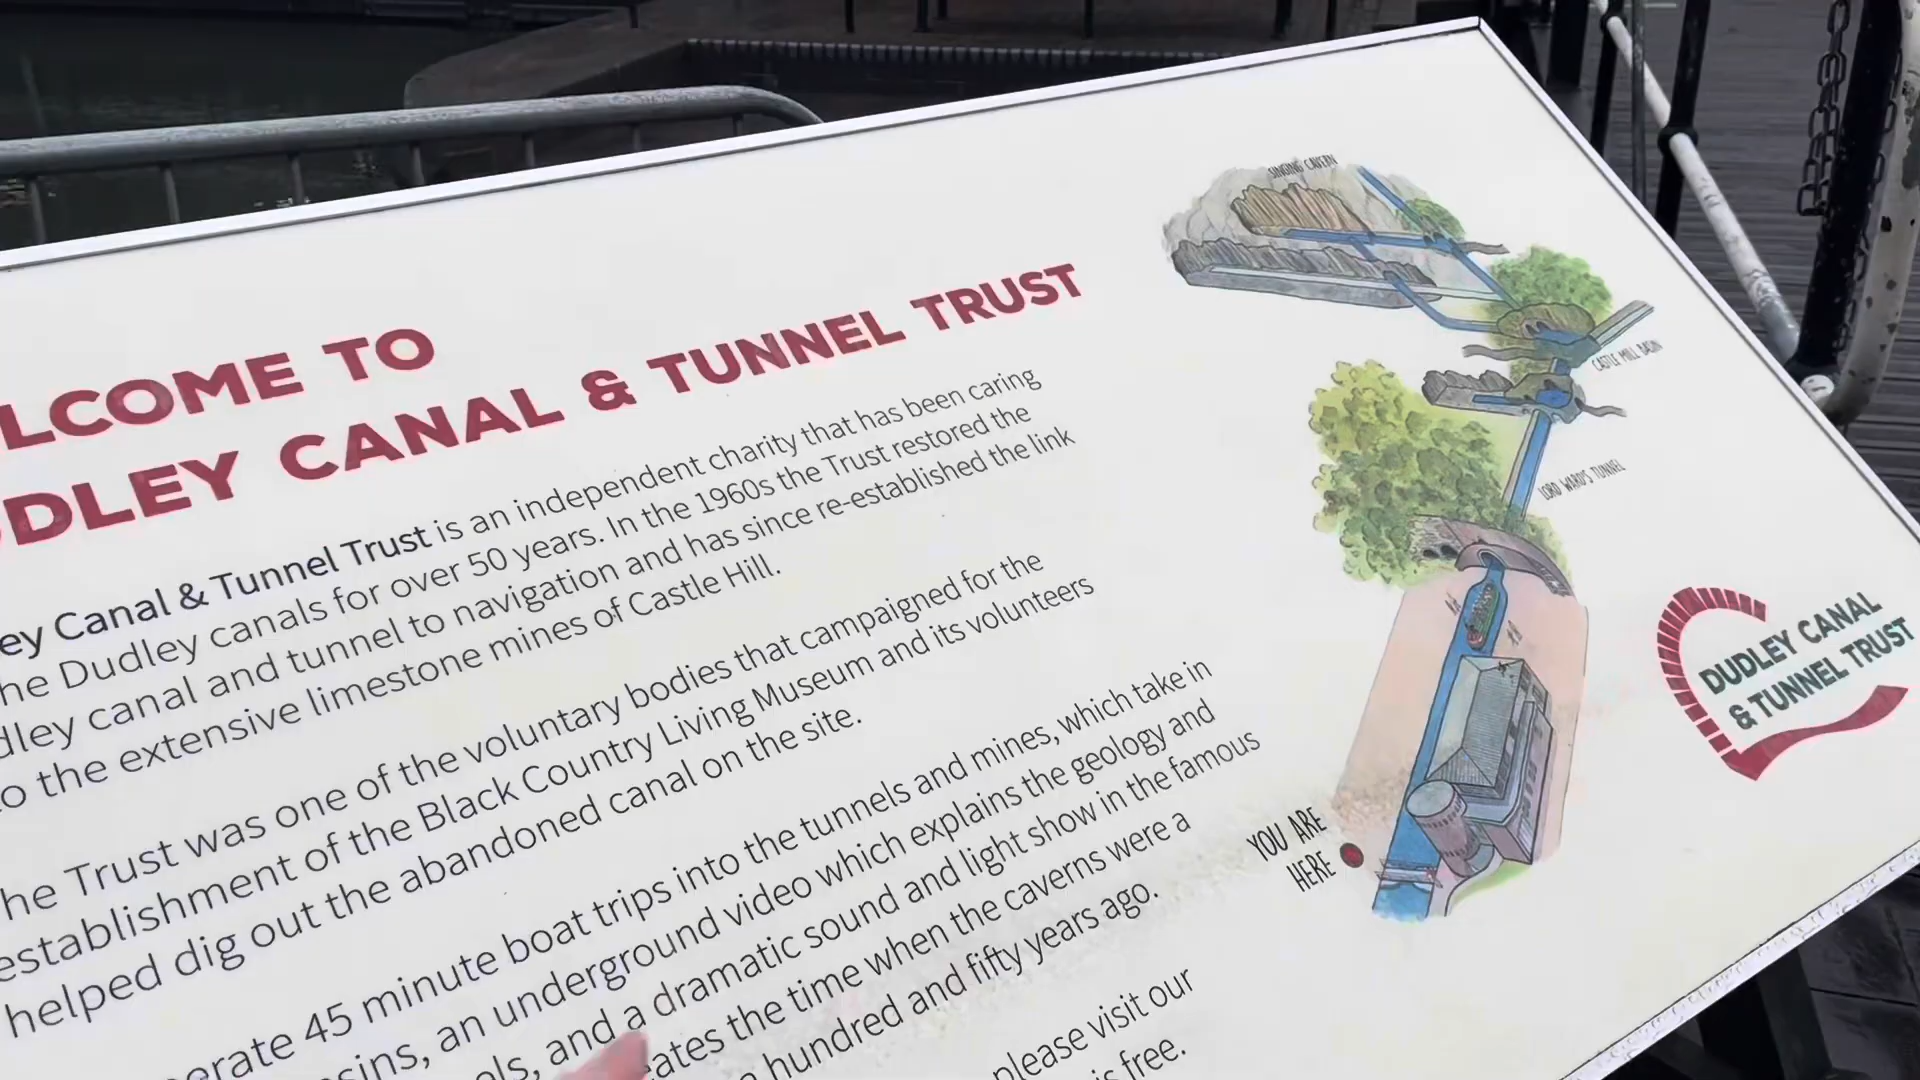 LCOME TO
DLEY CANAL & TUNNEL TRUST
ey Canal & Tunnel Trust is an independent charity that has been caring
he Dudley canals for over 50 years. In the 1960s the Trust restored the
dley canal and tunnel to navigation and has since re-established the link
o the extensive limestone mines of Castle Hill.
he Trust was one of the voluntary bodies that campaigned for the
establishment of the Black Country Living Museum and its volunteers
helped dig out the abandoned canal on the site.
erate 45 minute boat trips into the tunnels and mines, which take in
sins, an underground video which explains the geology and
ols, and a dramatic sound and light show in the famous
eates the time when the caverns were a
hundred and fifty years ago.
please visit our
is free.
SINGING CAVERN
CASTLE MILL BASIN
LORD WARD'S TUNNEL
YOU ARE
HERE
DUDLEY CANAL
& TUNNEL TRUST